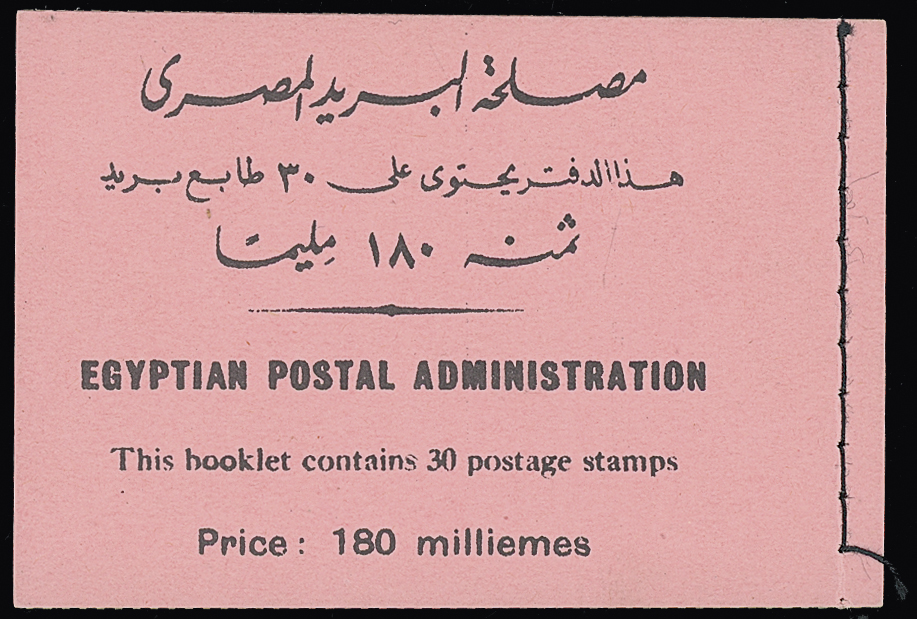 مصلحة البريد المصرى
هذا الدفتر يحتوى على ٣٠ طابع بريد
ثمنه ١٨٠ مليمًا
EGYPTIAN POSTAL ADMINISTRATION
This booklet contains 30 postage stamps
Price : 180 milliemes